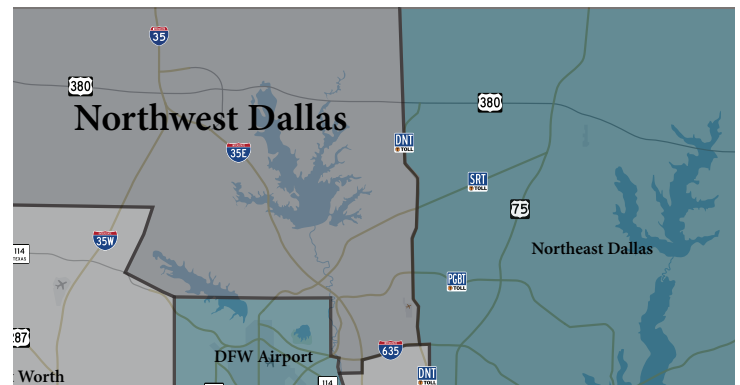 35
380
380
Northwest Dallas
DNT
TOLL
35E
SRT
TOLL
75
35W
114
TEXAS
Northeast Dallas
PGBT
TOLL
287
635
DFW Airport
Worth
DNT
TOLL
114